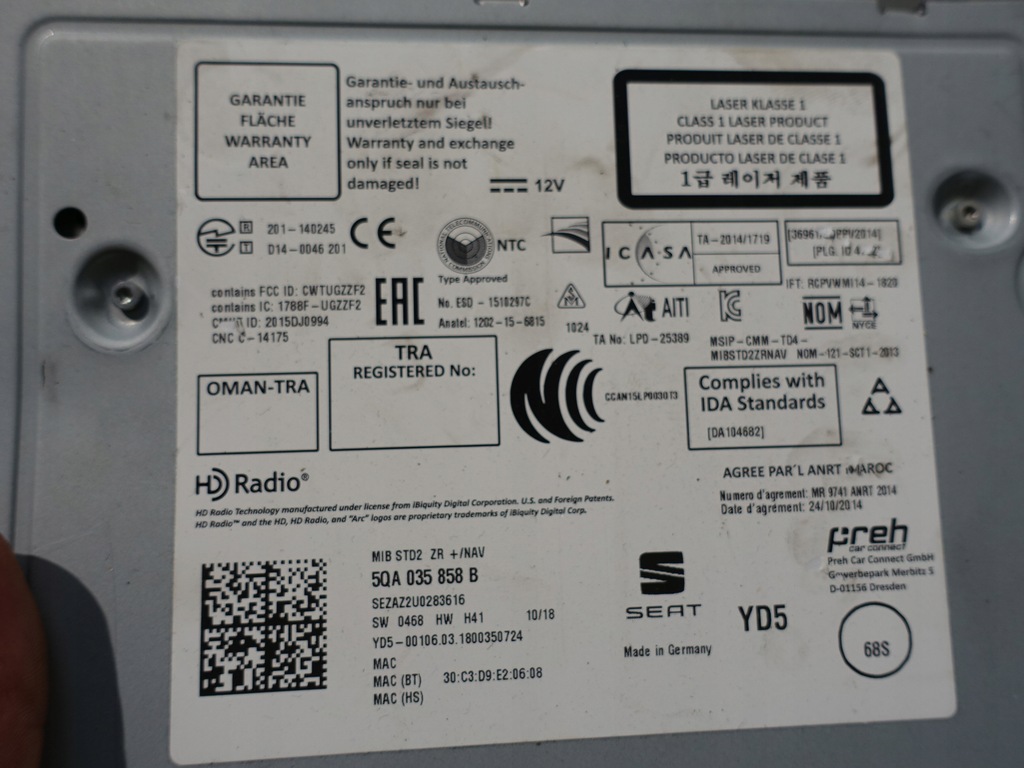 GARANTIE
FLÄCHE
WARRANTY
AREA
Garantie- und Austausch-
anspruch nur bei
unverletztem Siegel!
Warranty and exchange
only if seal is not
damaged!
12V
LASER KLASSE 1
CLASS 1 LASER PRODUCT
PRODUIT LASER DE CLASSE 1
PRODUCTO LASER DE CLASE 1
1급 레이저 제품
R 201-140245
T D14-0046 201
CE
NTC
Type Approved
No. ESD - 1510297C
Anatel: 1202-15-6815
1024
ICASA
TA-2014/1719
APPROVED
IFT: RCPVWMI14-1820
contains FCC ID: CWTUGZZF2
contains IC: 1788F-UGZZF2
ID: 2015DJ0994
CNC C-14175
EAC
AITI
TA No: LPD-25389
MSIP-CMM-TD4-
MIBSTD2ZRNAV
NOM
NYCE
NOM-121-SCT1-2013
OMAN-TRA
TRA
REGISTERED No:
CCAN15LP0030T3
Complies with
IDA Standards
[DA104682]
HD Radio®
HD Radio Technology manufactured under license from iBiquity Digital Corporation. U.S. and Foreign Patents.
HD Radio™ and the HD, HD Radio, and "Arc" logos are proprietary trademarks of iBiquity Digital Corp.
AGREE PAR´L ANRT MAROC
Numero d'agrement: MR 9741 ANRT 2014
Date d'agrément: 24/10/2014
preh
car connect
Preh Car Connect GmbH
Gewerbepark Merbitz 5
D-01156 Dresden
MIB STD2 ZR +/NAV
5QA 035 858 B
SEZAZ2U0283616
SW 0468 HW H41 10/18
YD5-00106.03.1800350724
MAC
MAC (BT) 30:C3:D9:E2:06:08
MAC (HS)
SEAT
Made in Germany
YD5
68S